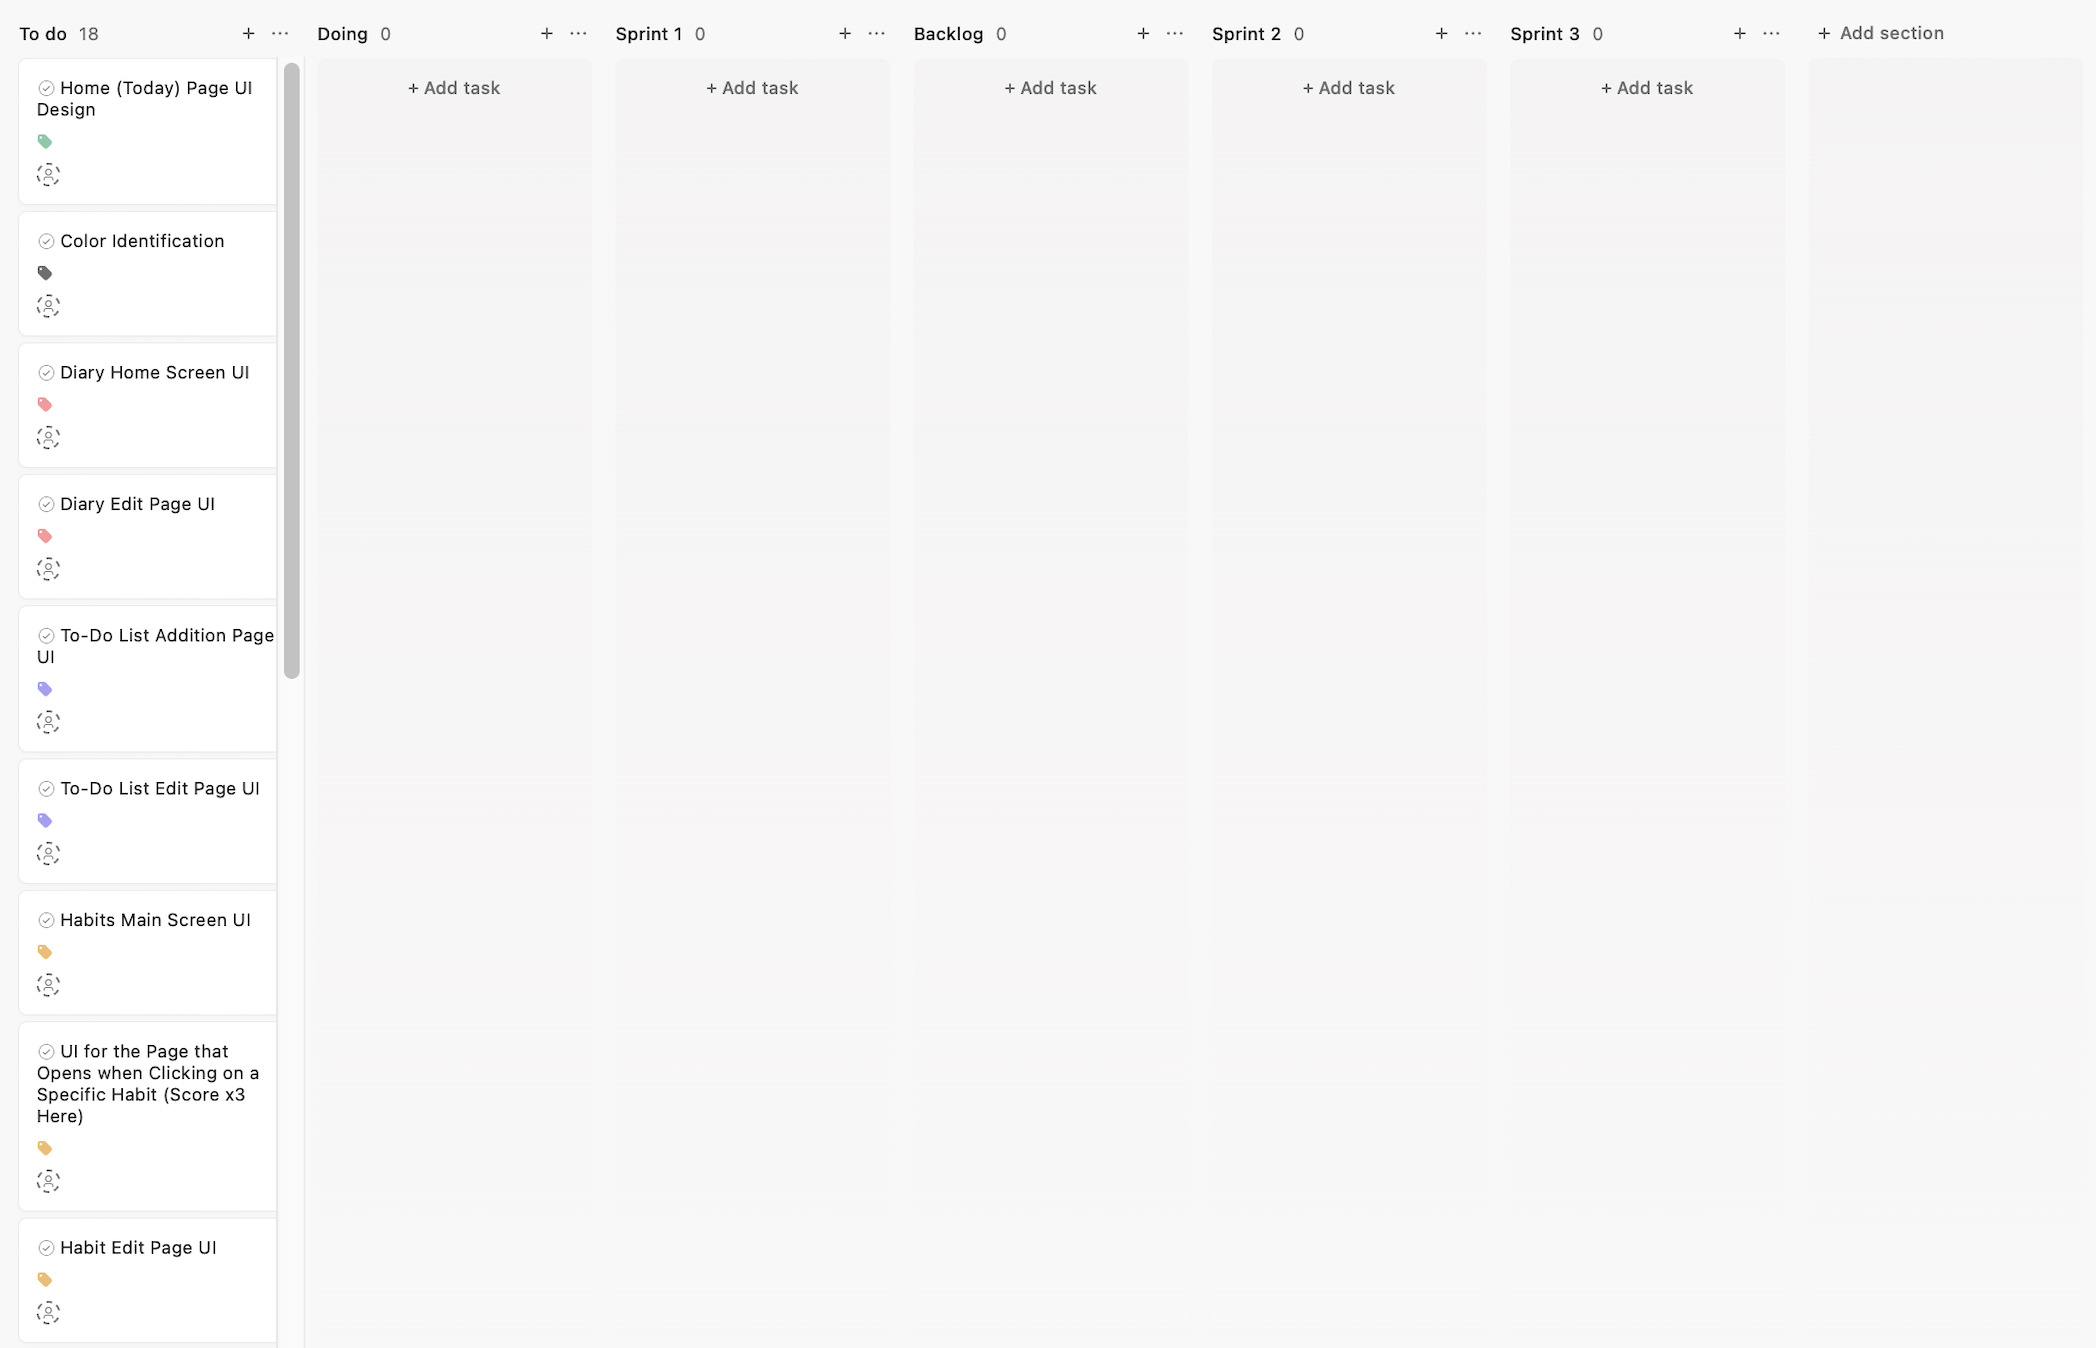 To do 18
Doing 0
Sprint 1 0
Backlog 0
Sprint 2 0
Sprint 3 0
+ Add section
+ Add task
+ Add task
+ Add task
+ Add task
+ Add task
Home (Today) Page UI
Design
Color Identification
Diary Home Screen UI
Diary Edit Page UI
To-Do List Addition Page
UI
To-Do List Edit Page UI
Habits Main Screen UI
UI for the Page that
Opens when Clicking on a
Specific Habit (Score x3
Here)
Habit Edit Page UI